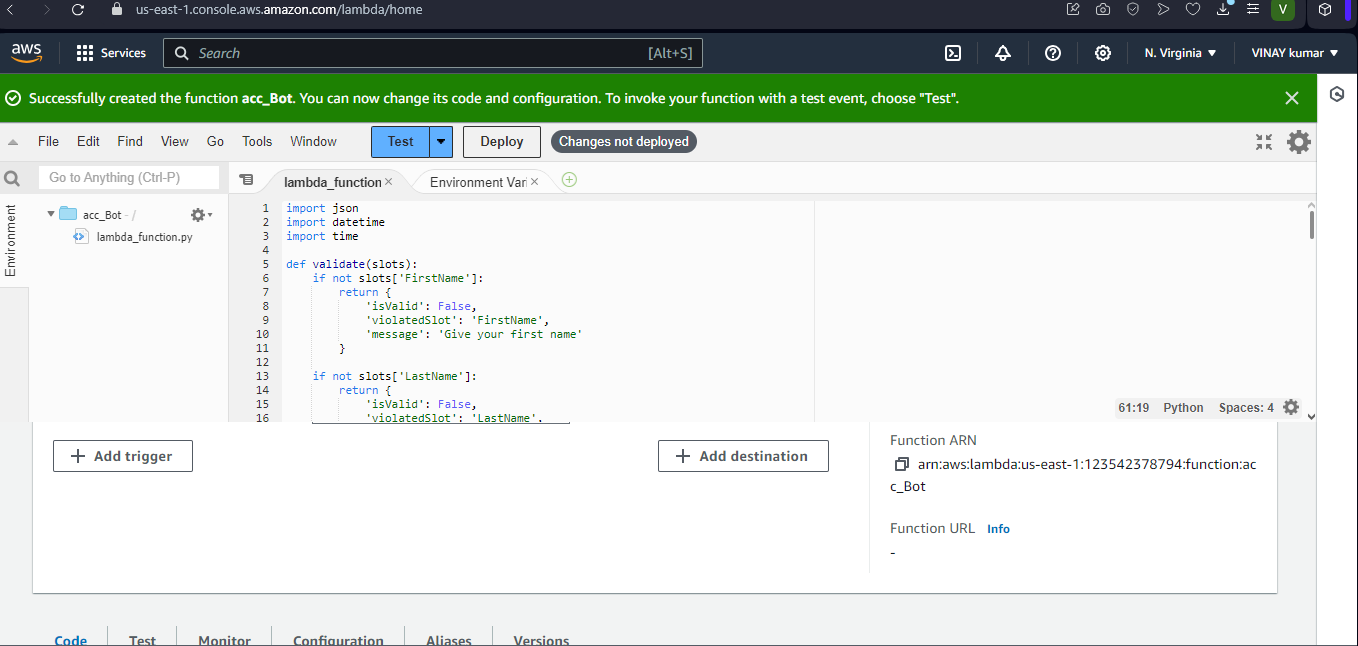 us-east-1.console.aws.amazon.com/lambda/home
V
aws
Services
Search
[Alt+S]
N. Virginia
VINAY kumar
Successfully created the function acc_Bot. You can now change its code and configuration. To invoke your function with a test event, choose "Test".
File Edit Find View Go Tools Window
Test
Deploy
Changes not deployed
Go to Anything (Ctrl-P)
lambda_function
Environment Vari
Environment
acc_Bot - /
lambda_function.py
1 import json
2 import datetime
3 import time
4
5 def validate(slots):
6 if not slots['FirstName']:
7 return {
8 'isValid': False,
9 'violatedSlot': 'FirstName',
10 'message': 'Give your first name'
11 }
12
13 if not slots['LastName']:
14 return {
15 'isValid': False,
16 'violatedSlot': 'LastName',
61:19 Python Spaces: 4
Add trigger
Add destination
Function ARN
arn:aws:lambda:us-east-1:123542378794:function:ac
c_Bot
Function URL Info
-
Code Test Monitor Configuration Aliases Versions